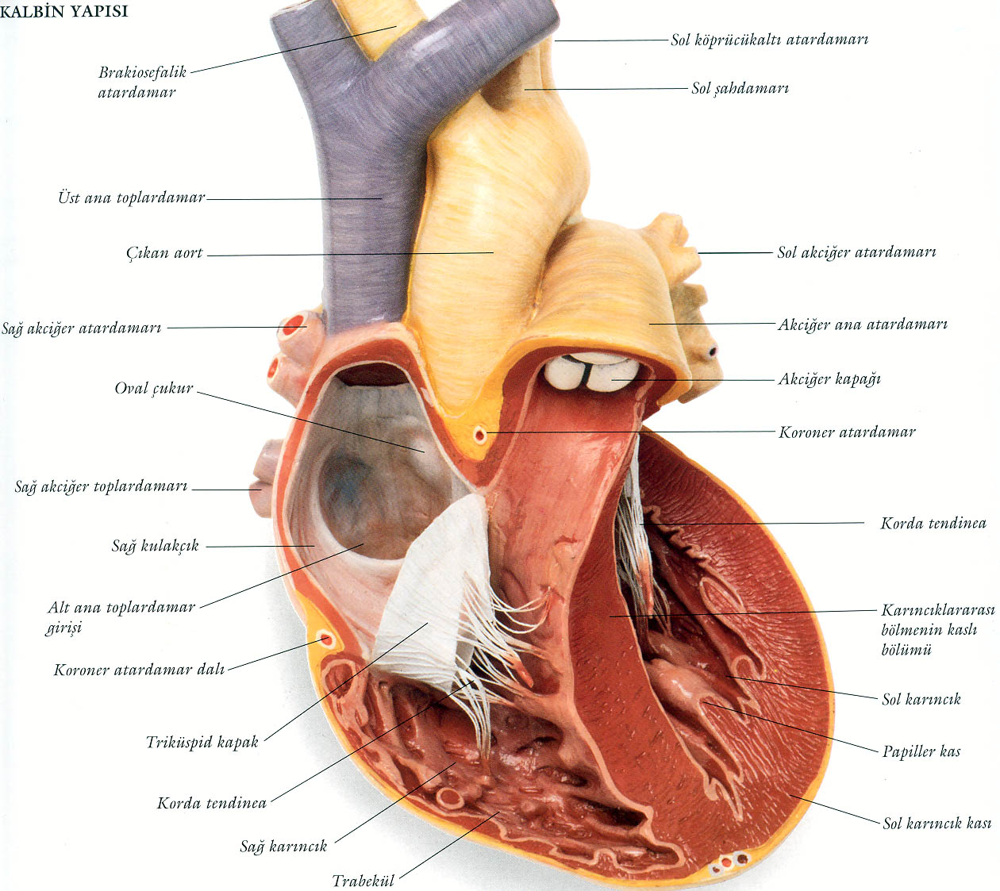 KALBİN YAPISI
Brakiosefalik
atardamar
Üst ana toplardamar
Çıkan aort
Sağ akciğer atardamarı
Oval çukur
Sağ akciğer toplardamarı
Sağ kulakçık
Alt ana toplardamar
girişi
Koroner atardamar dalı
Triküspid kapak
Korda tendinea
Sağ karıncık
Trabekül
Sol köprücükaltı atardamarı
Sol şahdamarı
Sol akciğer atardamarı
Akciğer ana atardamarı
Akciğer kapağı
Koroner atardamar
Korda tendinea
Karıncıklararası
bölmenin kaslı
bölümü
Sol karıncık
Papiller kas
Sol karıncık kası